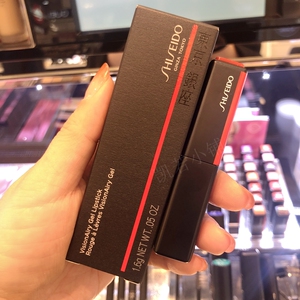 SHISEIDO
GINZA TOKYO
VisionAiry Gel Lipstick
Rouge à Lèvres VisionAiry Gel
1.6g NET WT. .05 OZ.
SHISEIDO